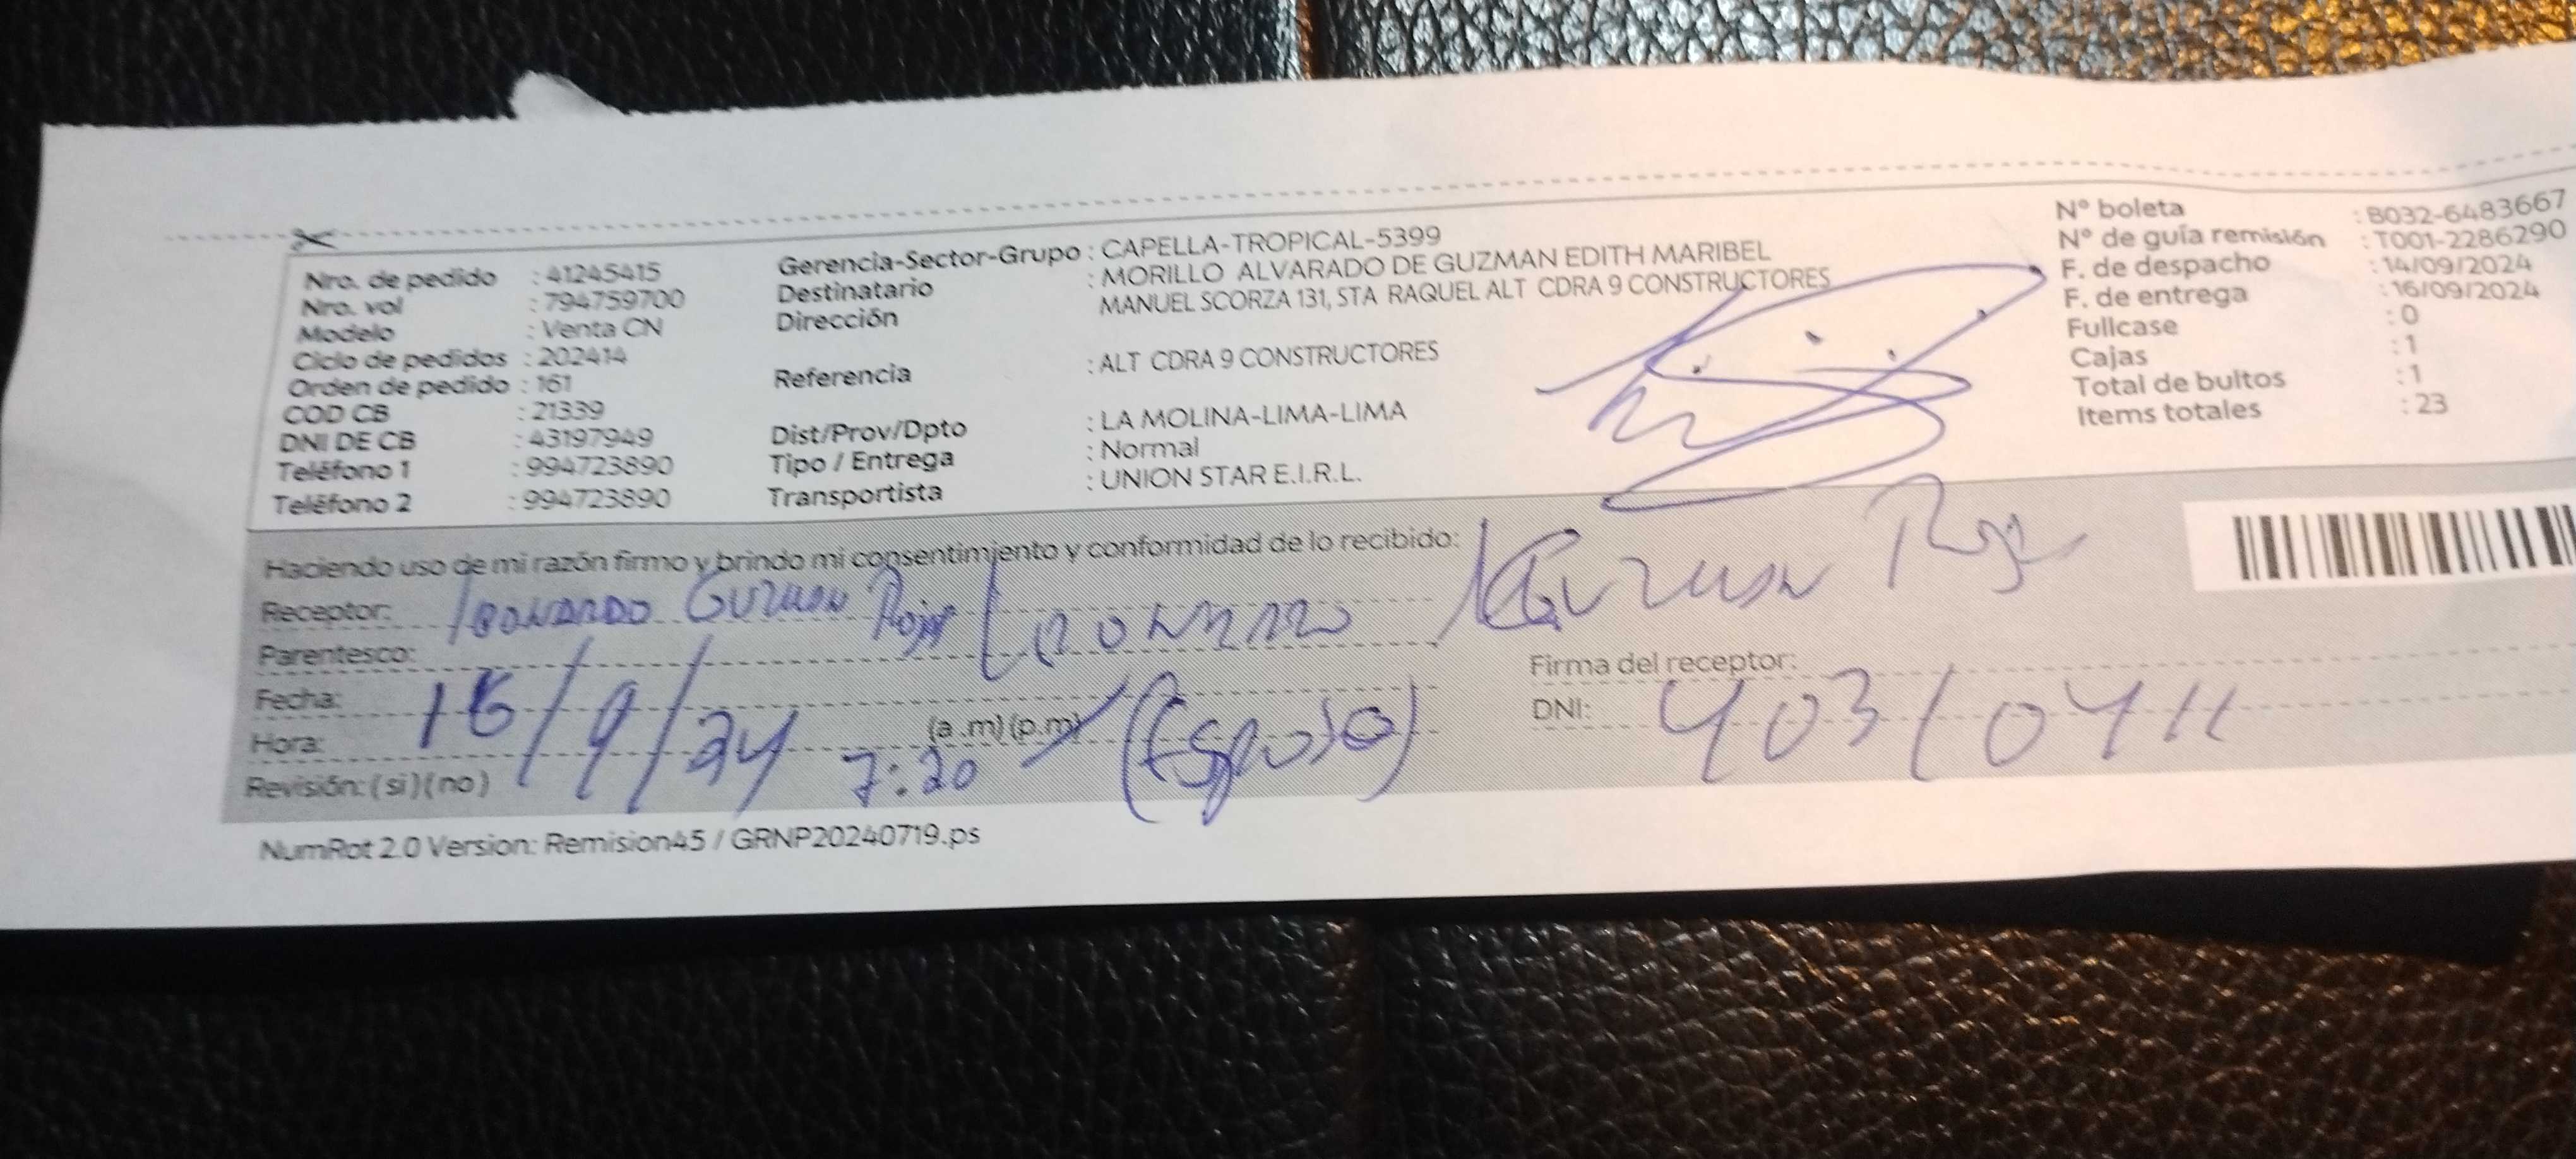 Nro. de pedido : 41245415
Nro. vol : 794759700
Modelo : Venta CN
Ciclo de pedidos : 202414
Orden de pedido : 161
COD CB : 21339
DNI DE CB : 43197949
Teléfono 1 : 994723890
Teléfono 2 : 994723890
Gerencia-Sector-Grupo : CAPELLA-TROPICAL-5399
Destinatario : MORILLO ALVARADO DE GUZMAN EDITH MARIBEL
Dirección MANUEL SCORZA 131, STA RAQUEL ALT CDRA 9 CONSTRUCTORES
Referencia : ALT CDRA 9 CONSTRUCTORES
Dist/Prov/Dpto : LA MOLINA-LIMA-LIMA
Tipo / Entrega : Normal
Transportista : UNION STAR E.I.R.L.
Nº boleta : B032-6483667
Nº de guía remisión : T001-2286290
F. de despacho : 14/09/2024
F. de entrega : 16/09/2024
Fullcase : 0
Cajas : 1
Total de bultos : 1
Items totales : 23
Haciendo uso de mi razón firmo y brindo mi consentimiento y conformidad de lo recibido:
Receptor: Leonardo Guzman Rojas Leonardo Guzman
Parentesco:
Fecha: 16/9/24
Hora: 7:20 (a.m) (p.m) (Esposo)
Revisión: (si) (no)
Firma del receptor:
DNI: 40310411
NumRot 2.0 Version: Remision45 / GRNP20240719.ps